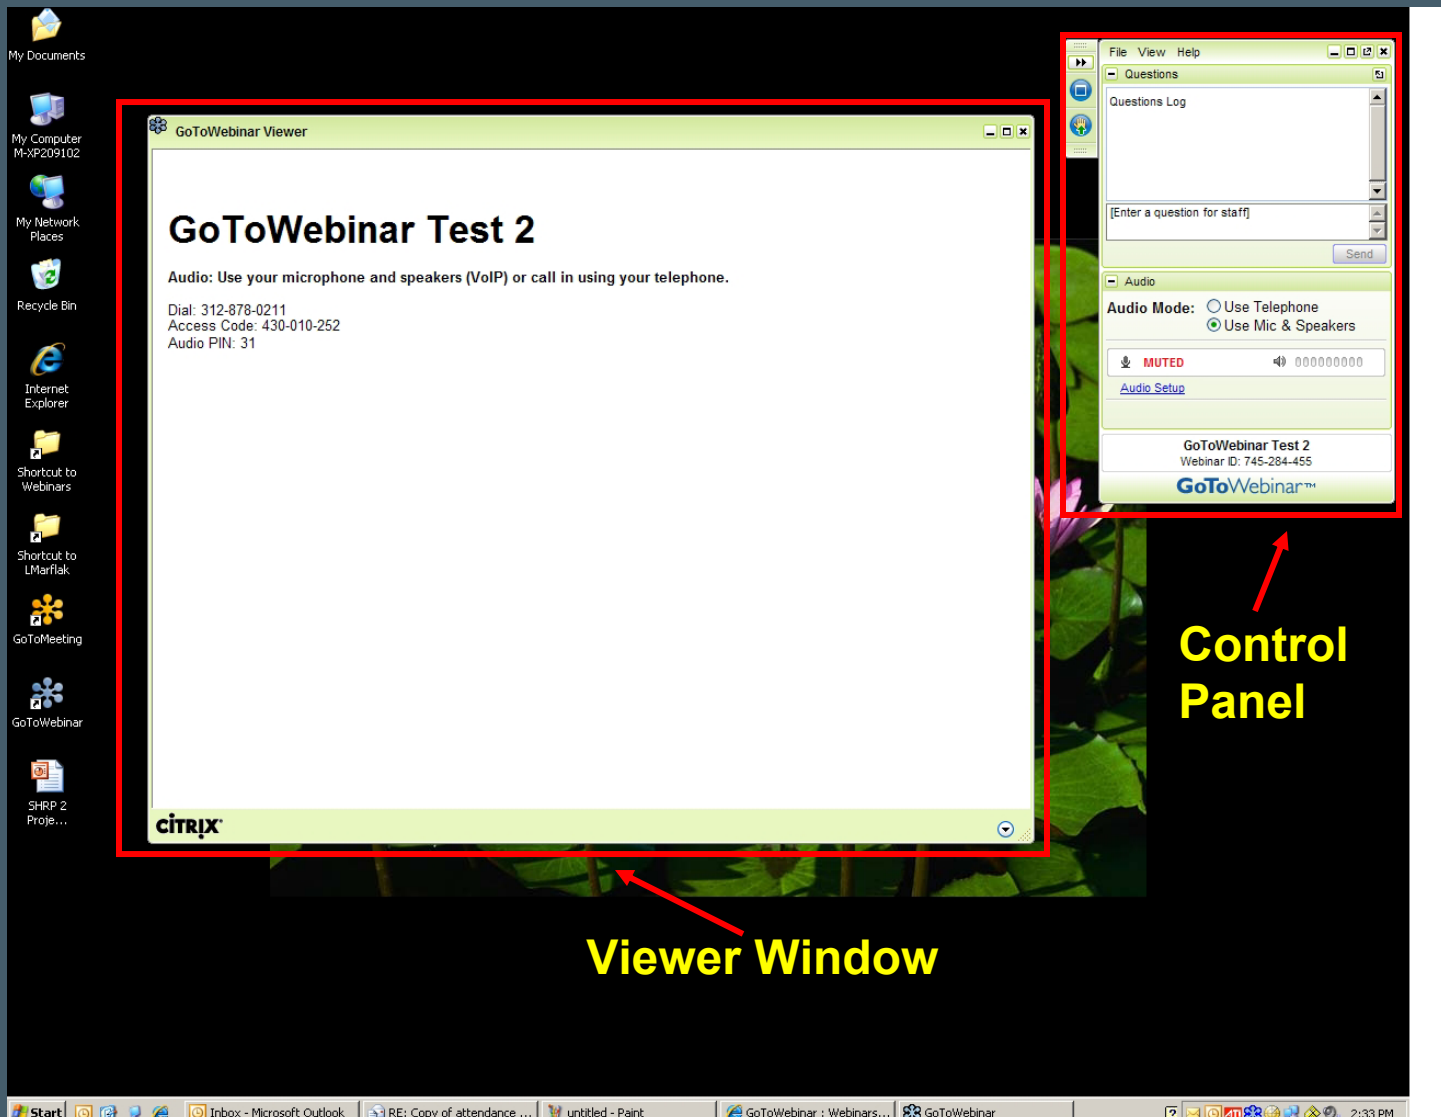 My Documents
My Computer
M-XP209102
My Network
Places
Recycle Bin
Internet
Explorer
Shortcut to
Webinars
Shortcut to
LMarflak
GoToMeeting
GoToWebinar
SHRP 2
Proje...
GoToWebinar Viewer
GoToWebinar Test 2
Audio: Use your microphone and speakers (VoIP) or call in using your telephone.
Dial: 312-878-0211
Access Code: 430-010-252
Audio PIN: 31
CITRIX
File View Help
Questions
Questions Log
[Enter a question for staff]
Send
Audio
Audio Mode: Use Telephone
Use Mic & Speakers
MUTED 000000000
Audio Setup
GoToWebinar Test 2
Webinar ID: 745-284-455
GoToWebinar™
Control
Panel
Viewer Window
Start Inbox - Microsoft Outlook RE: Copy of attendance ... untitled - Paint GoToWebinar : Webinars... GoToWebinar 2:33 PM